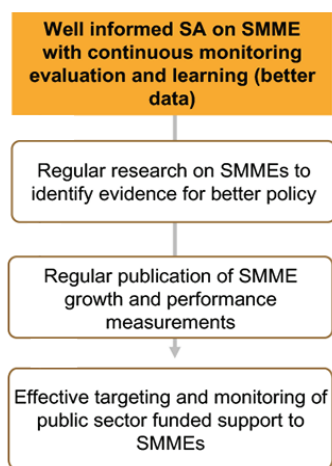 Well informed SA on SMME
with continuous monitoring
evaluation and learning (better
data)
Regular research on SMMEs to
identify evidence for better policy
Regular publication of SMME
growth and performance
measurements
Effective targeting and monitoring of
public sector funded support to
SMMEs